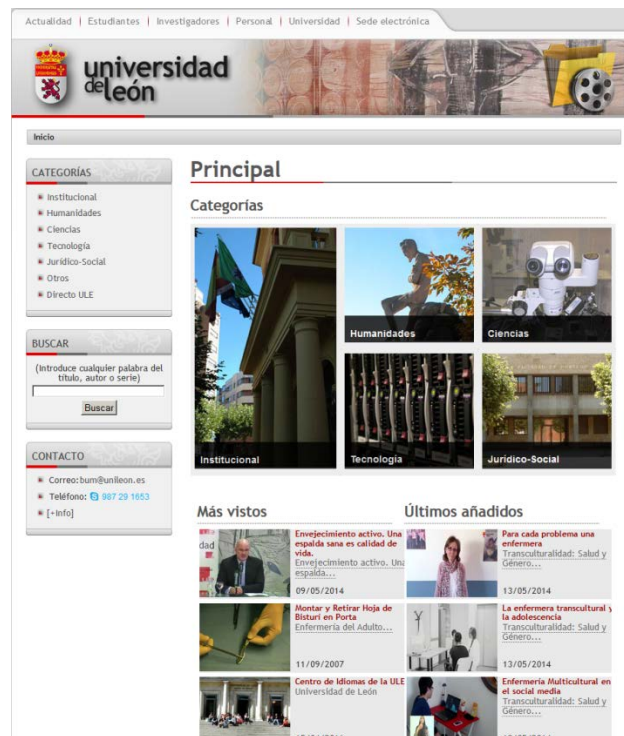 Actualidad | Estudiantes | Investigadores | Personal | Universidad | Sede electrónica
universidad
de león
Inicio
CATEGORÍAS
Institucional
Humanidades
Ciencias
Tecnología
Jurídico-Social
Otros
Directo ULE
BUSCAR
(Introduce cualquier palabra del
título, autor o serie)
Buscar
CONTACTO
Correo: bum@unileon.es
Teléfono: 987 29 1653
[+Info]
Principal
Categorías
Institucional
Humanidades
Ciencias
Tecnología
Jurídico-Social
Más vistos
Envejecimiento activo. Una
espalda sana es calidad de
vida.
Envejecimiento activo. Una
espalda...
09/05/2014
Montar y Retirar Hoja de
Bisturí en Porta
Enfermería del Adulto...
11/09/2007
Centro de Idiomas de la ULE
Universidad de León
Últimos añadidos
Para cada problema una
enfermera
Transculturalidad: Salud y
Género...
13/05/2014
La enfermera transcultural y
la adolescencia
Transculturalidad: Salud y
Género...
13/05/2014
Enfermería Multicultural en
el social media
Transculturalidad: Salud y
Género...